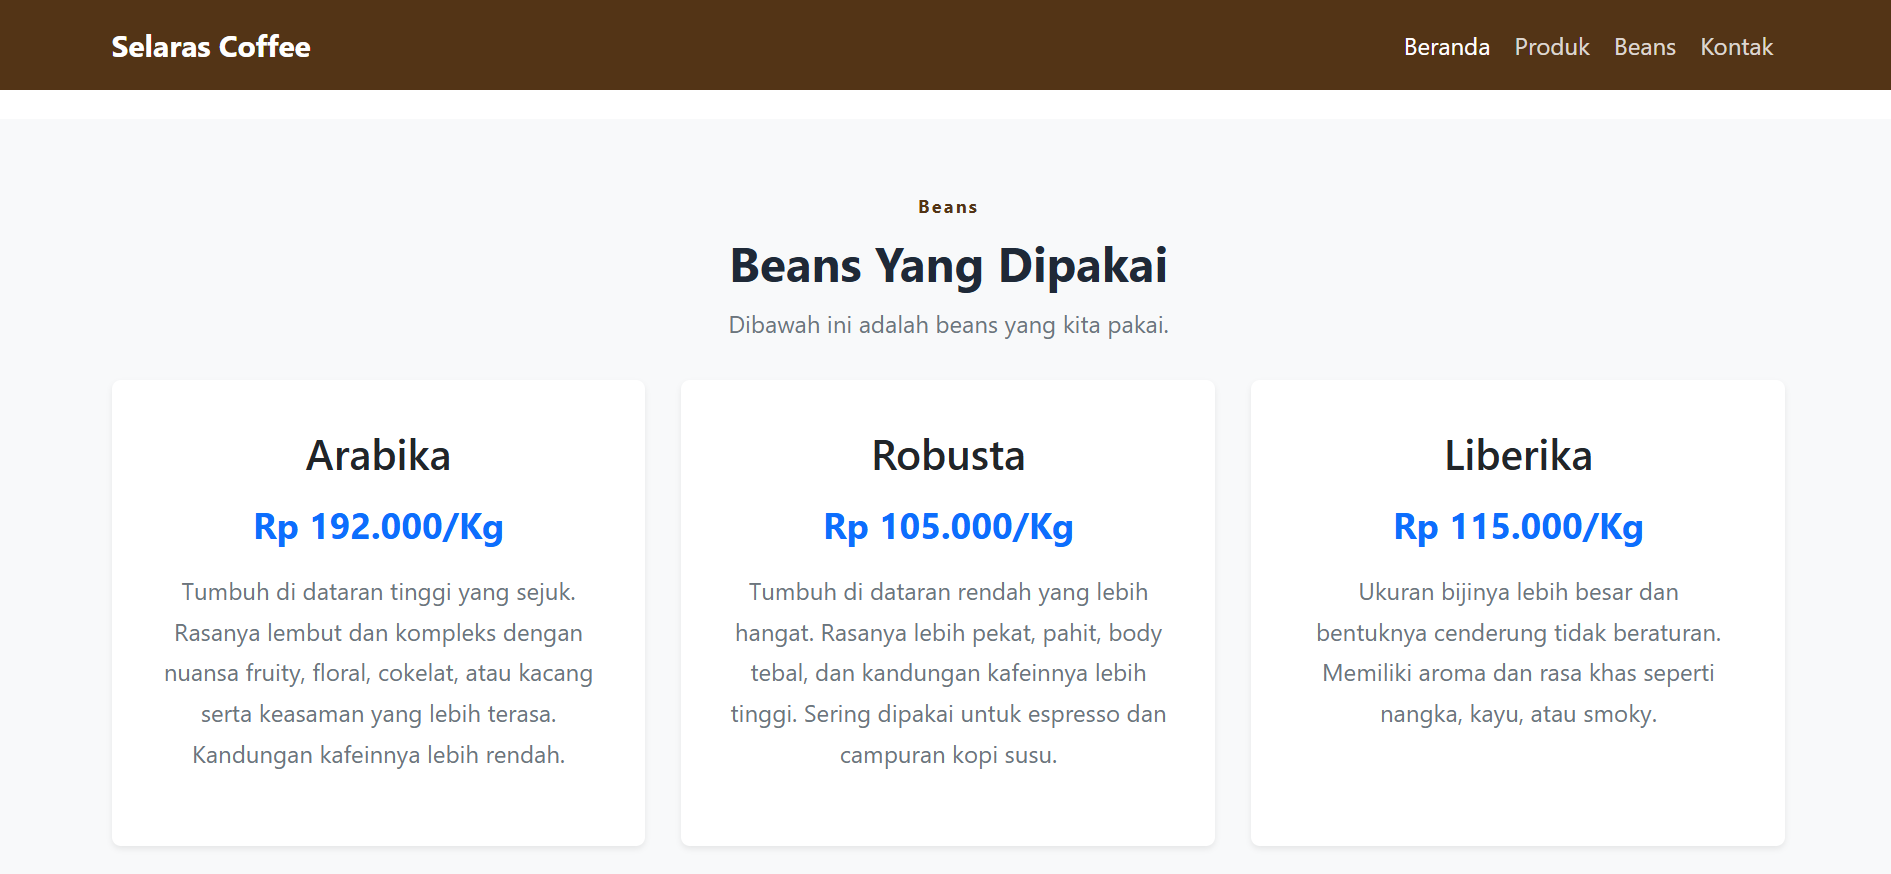 Selaras Coffee
Beranda Produk Beans Kontak
Beans
Beans Yang Dipakai
Dibawah ini adalah beans yang kita pakai.
Arabika
Rp 192.000/Kg
Tumbuh di dataran tinggi yang sejuk.
Rasanya lembut dan kompleks dengan
nuansa fruity, floral, cokelat, atau kacang
serta keasaman yang lebih terasa.
Kandungan kafeinnya lebih rendah.
Robusta
Rp 105.000/Kg
Tumbuh di dataran rendah yang lebih
hangat. Rasanya lebih pekat, pahit, body
tebal, dan kandungan kafeinnya lebih
tinggi. Sering dipakai untuk espresso dan
campuran kopi susu.
Liberika
Rp 115.000/Kg
Ukuran bijinya lebih besar dan
bentuknya cenderung tidak beraturan.
Memiliki aroma dan rasa khas seperti
nangka, kayu, atau smoky.